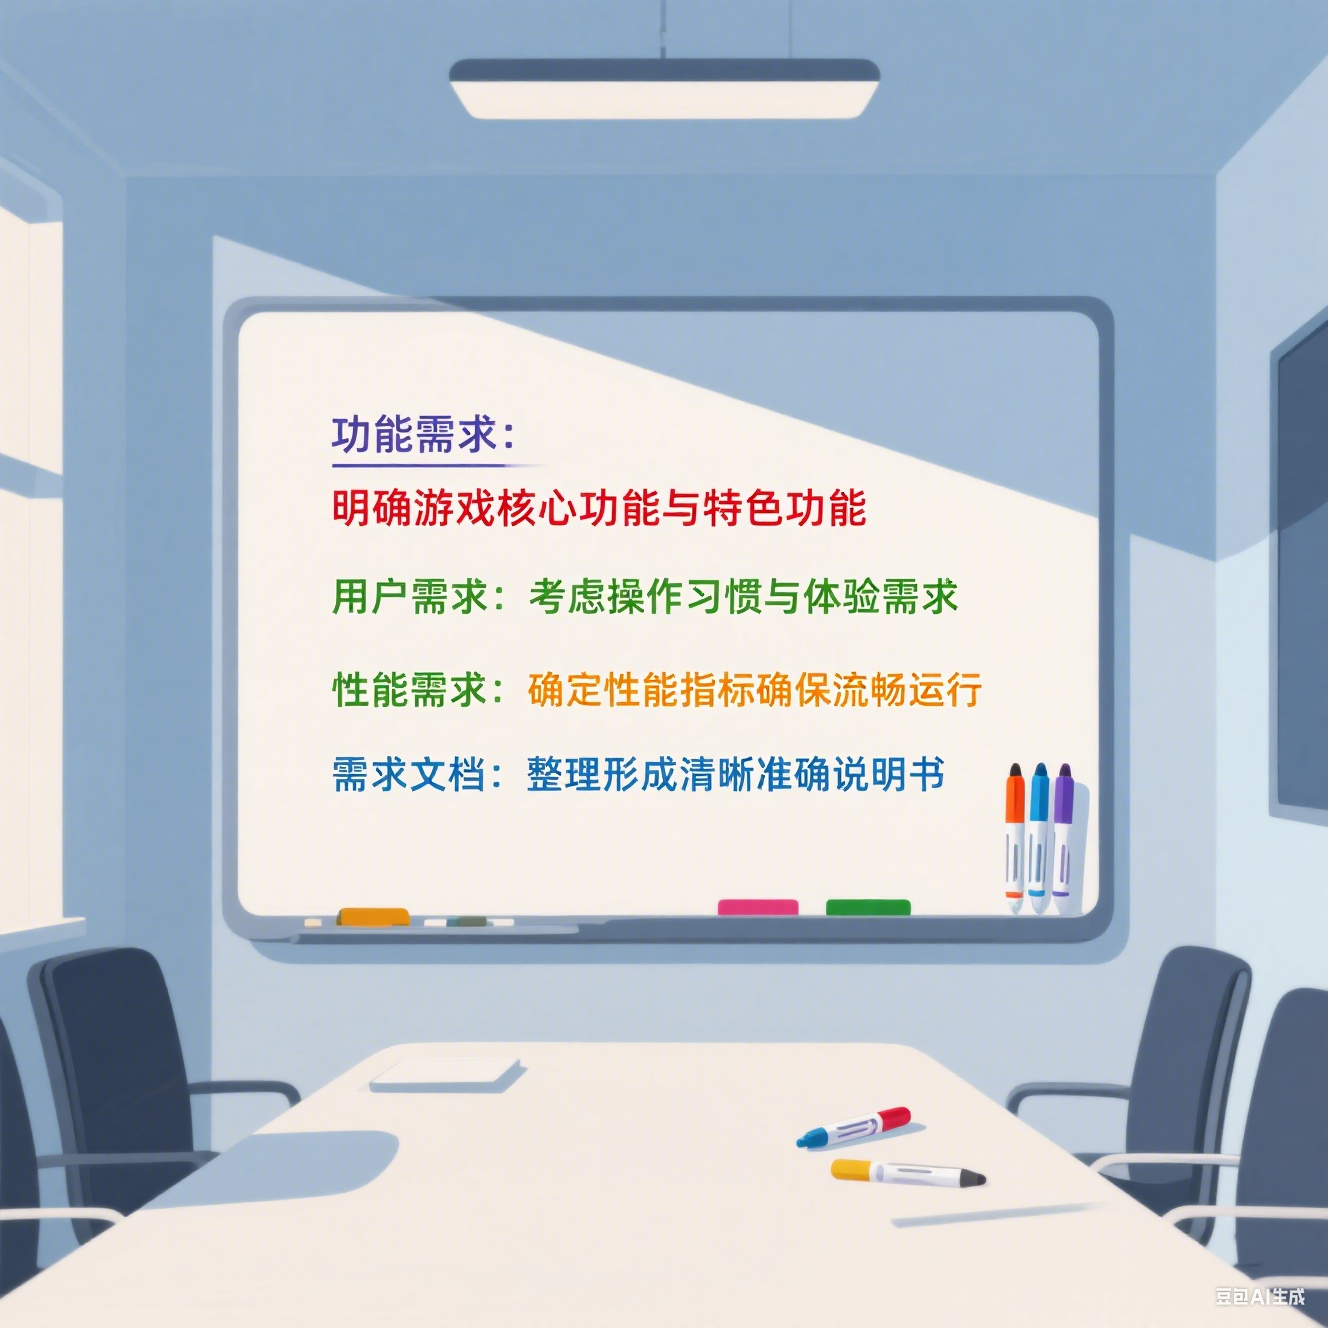 功能需求：
明确游戏核心功能与特色功能
用户需求：考虑操作习惯与体验需求
性能需求：确定性能指标确保流畅运行
需求文档：整理形成清晰准确说明书
豆包AI生成